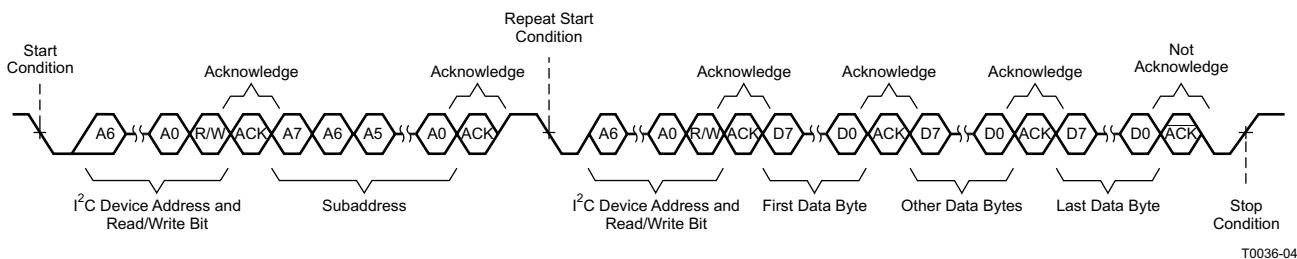 Repeat Start
Condition
Start
Condition
Not
Acknowledge
Acknowledge
Acknowledge
Acknowledge
Acknowledge
Acknowledge
A6 A0 R/W ACK A7 A6 A5 A0 ACK A6 A0 R/W ACK D7 D0 ACK D7 D0 ACK D7 D0 ACK
I²C Device Address and
Read/Write Bit
Subaddress
I²C Device Address and
Read/Write Bit
First Data Byte
Other Data Bytes
Last Data Byte
Stop
Condition
T0036-04